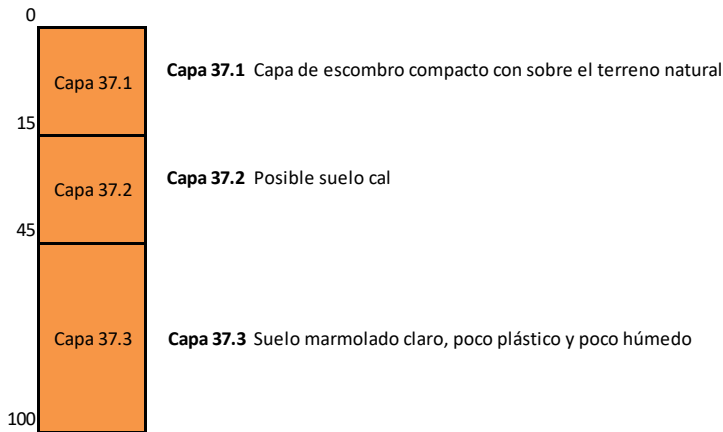 0
Capa 37.1
Capa 37.1 Capa de escombro compacto con sobre el terreno natural
15
Capa 37.2
Capa 37.2 Posible suelo cal
45
Capa 37.3
Capa 37.3 Suelo marmolado claro, poco plástico y poco húmedo
100